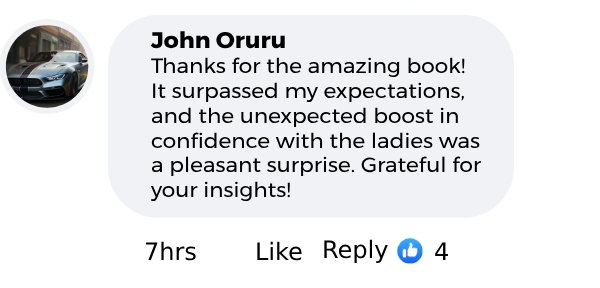 John Oruru
Thanks for the amazing book!
It surpassed my expectations,
and the unexpected boost in
confidence with the ladies was
a pleasant surprise. Grateful for
your insights!
7hrs Like Reply 4